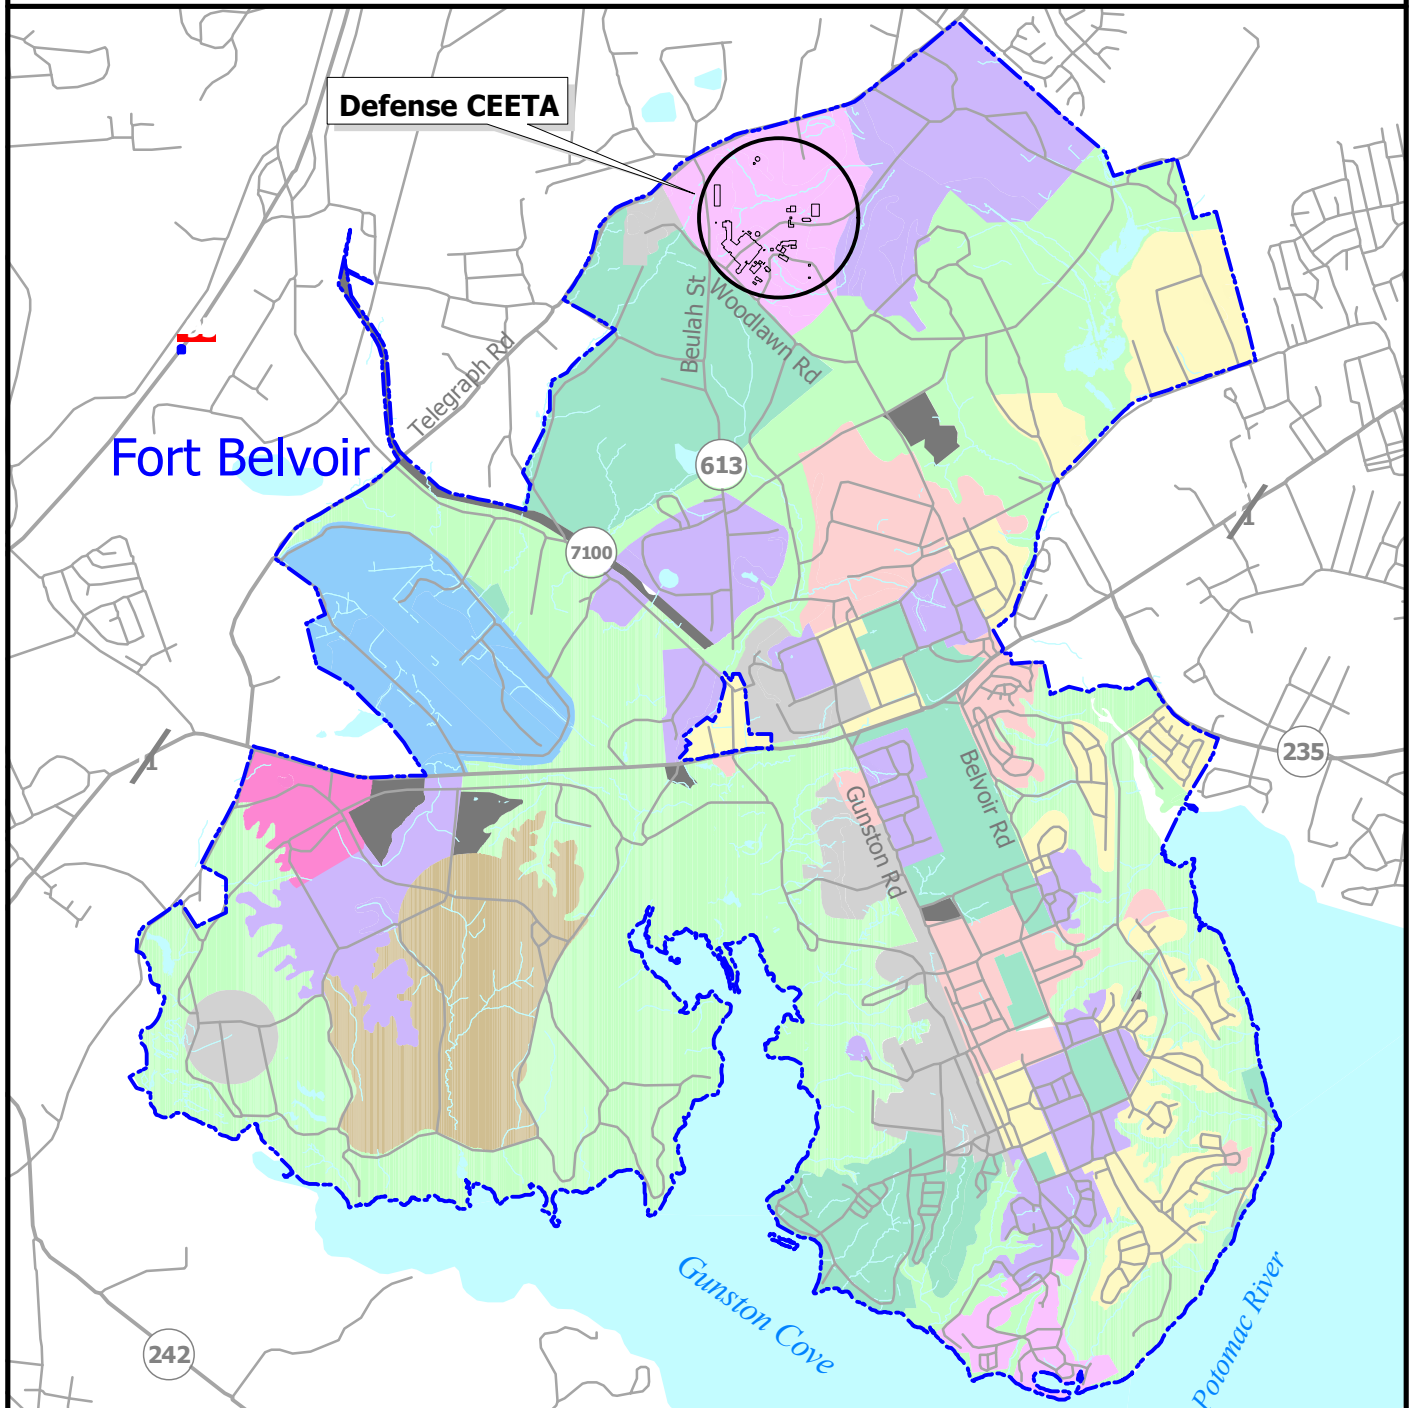 Defense CEETA
Beulah St
Woodlawn Rd
Telegraph Rd
Fort Belvoir
613
1
7100
235
1
Belvoir Rd
Gunston Rd
Gunston Cove
Potomac River
242